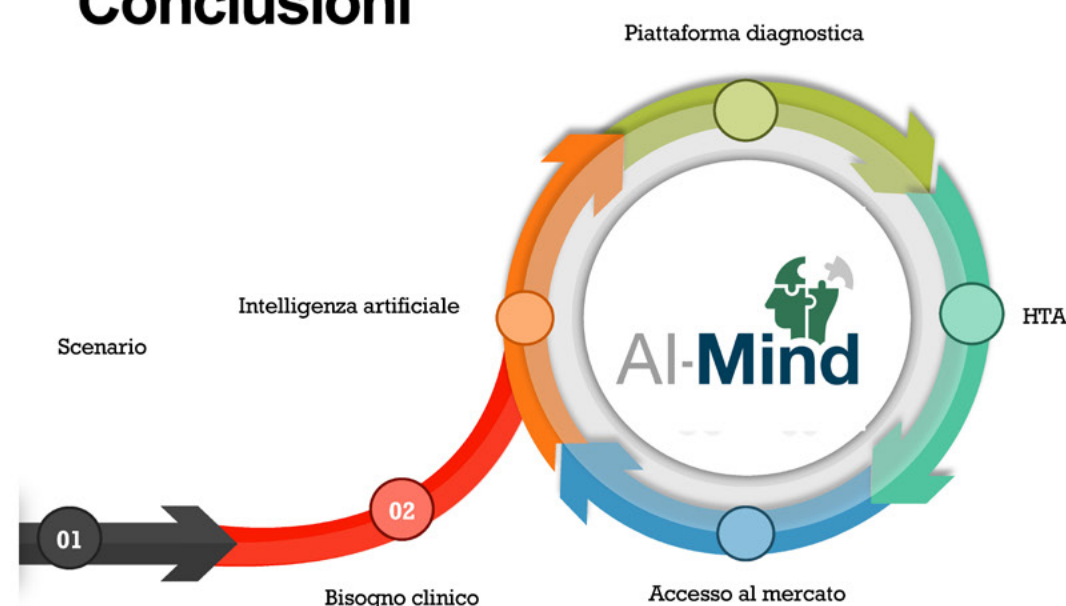 Conclusioni
Piattaforma diagnostica
Intelligenza artificiale
HTA
Scenario
AI-Mind
02
01
Bisogno clinico
Accesso al mercato